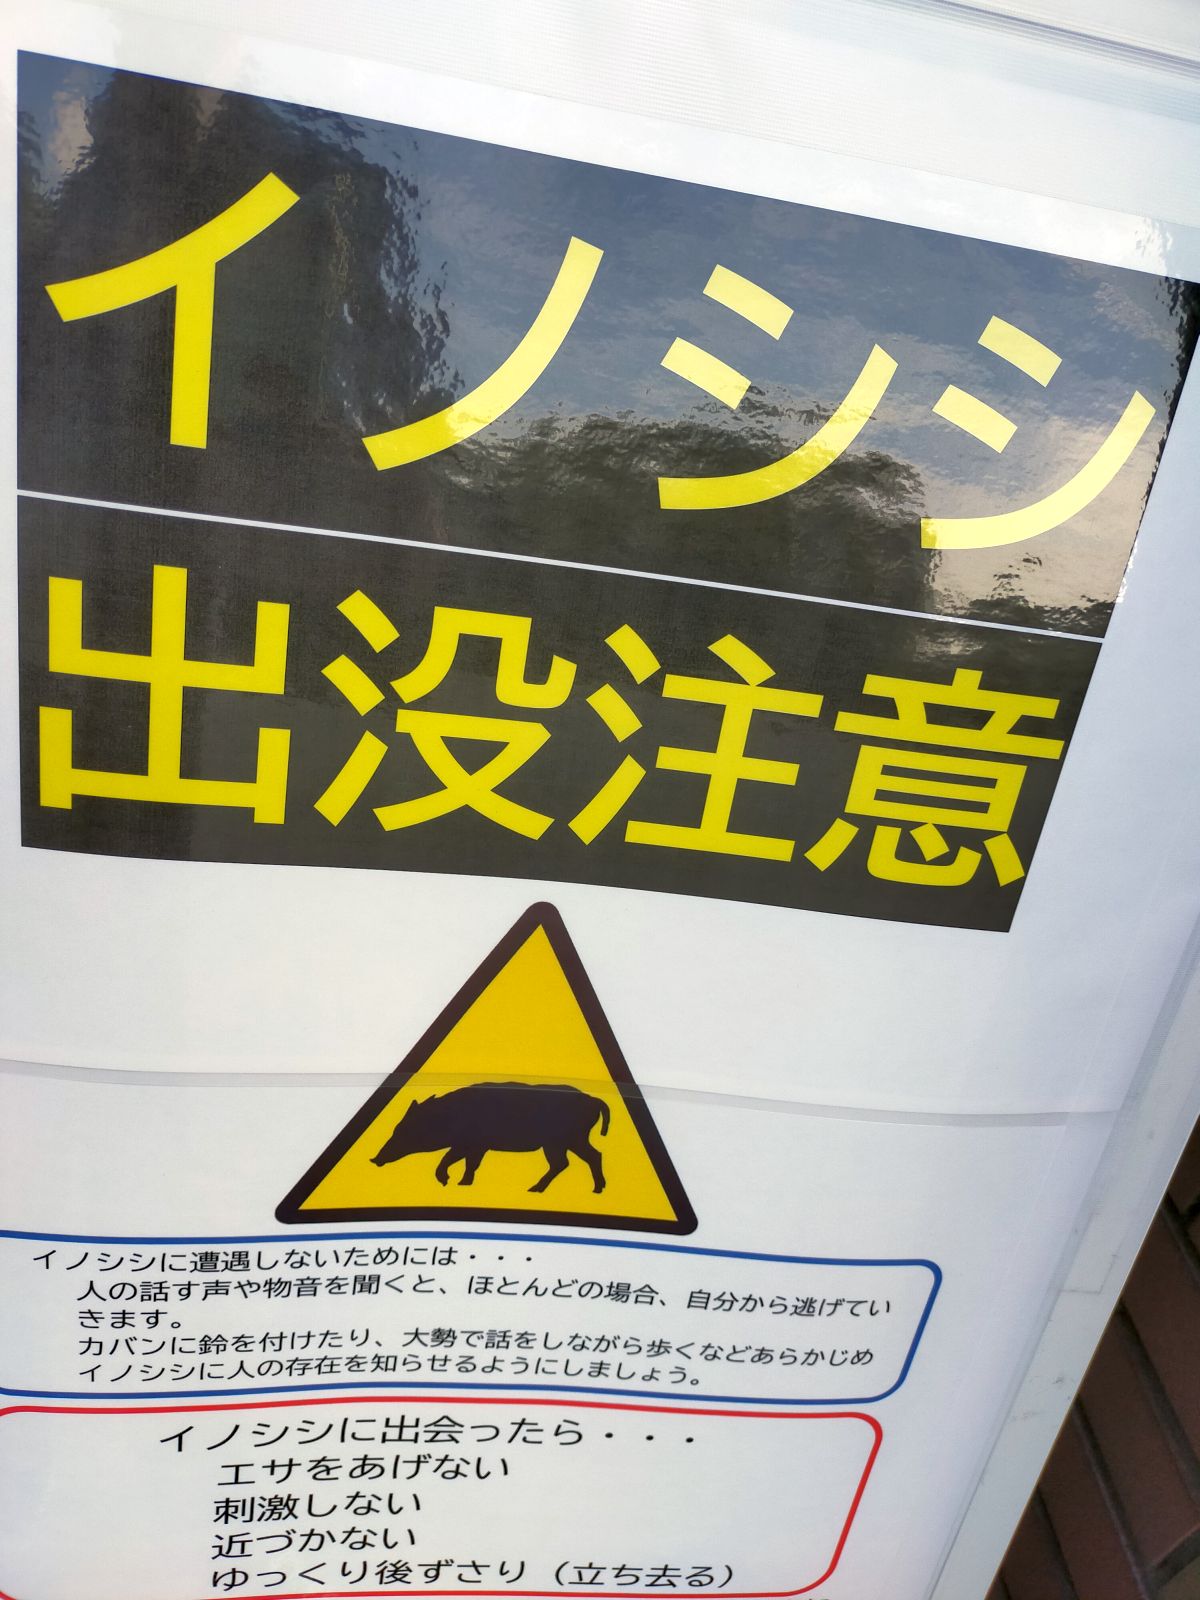 イノシシ
出没注意
イノシシに遭遇しないためには・・・
人の話す声や物音を聞くと、ほとんどの場合、自分から逃げてい
きます。
カバンに鈴を付けたり、大勢で話をしながら歩くなどあらかじめ
イノシシに人の存在を知らせるようにしましょう。
イノシシに出会ったら・・・
エサをあげない
刺激しない
近づかない
ゆっくり後ずさり（立ち去る）